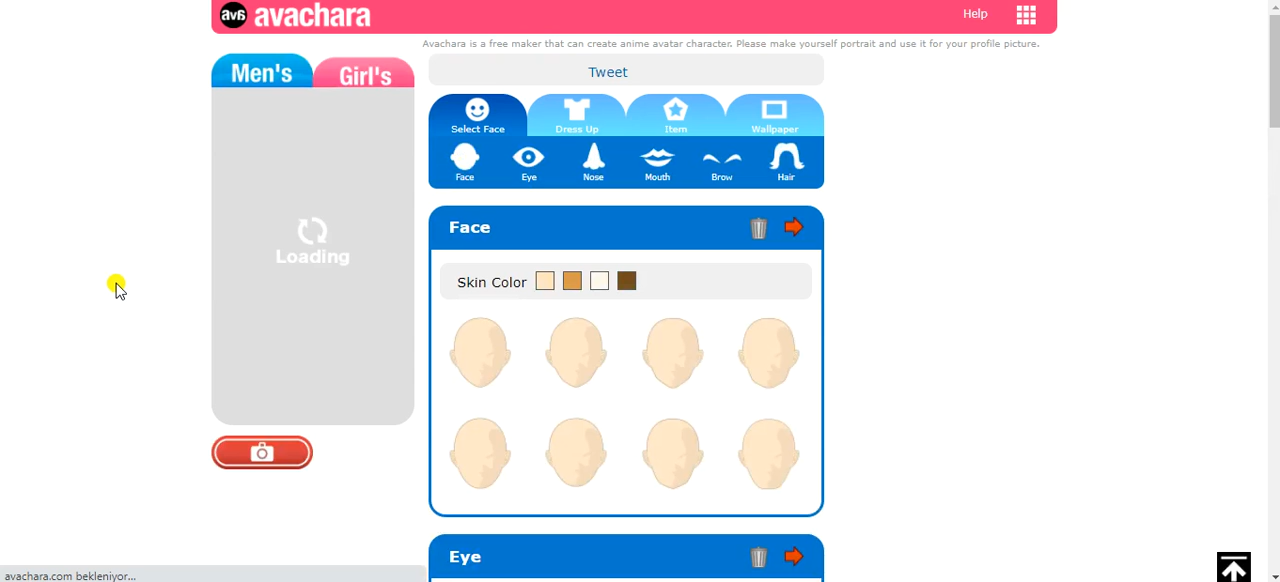 avachara
Help
Avachara is a free maker that can create anime avatar character. Please make yourself portrait and use it for your profile picture.
Men's
Girl's
Tweet
Select Face
Dress Up
Item
Wallpaper
Face
Eye
Nose
Mouth
Brow
Hair
Loading
Face
Skin Color
Eye
avachara.com bekleniyor...